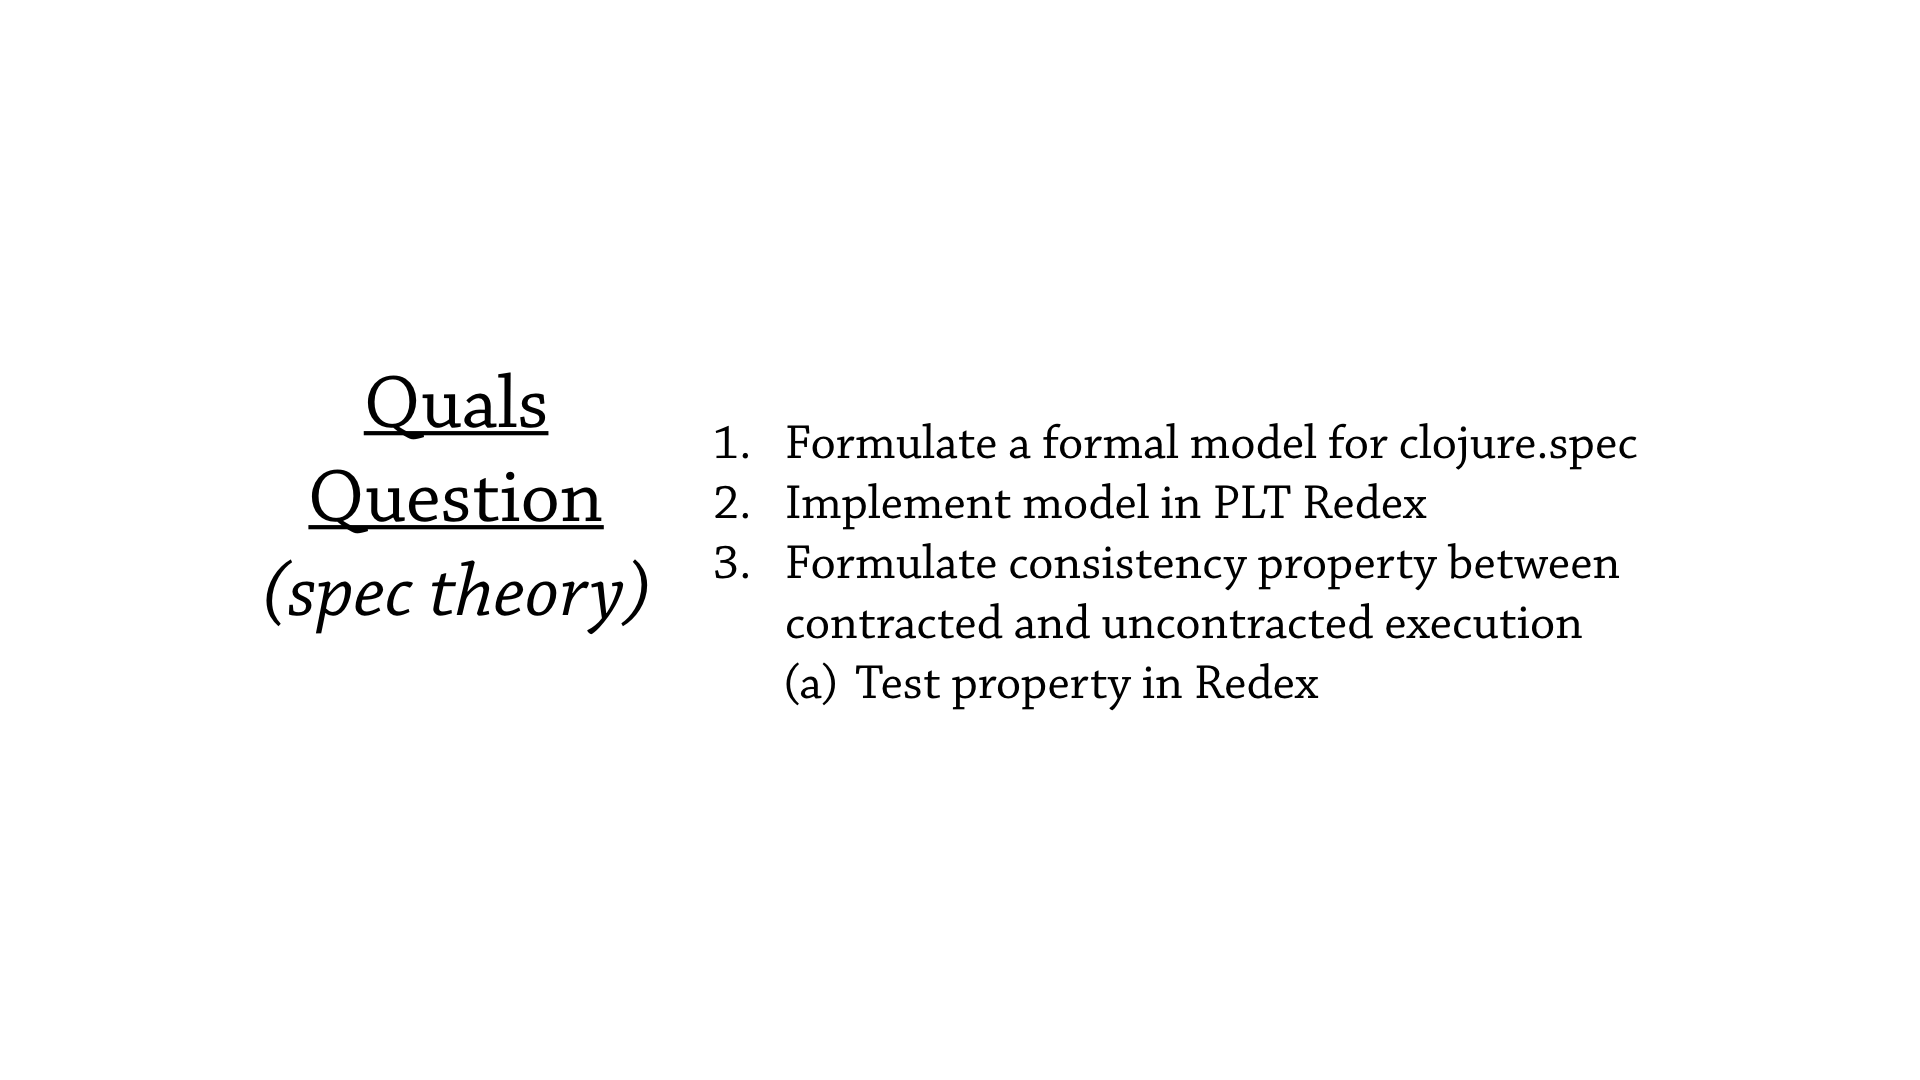 Quals
Question
(spec theory)
1. Formulate a formal model for clojure.spec
2. Implement model in PLT Redex
3. Formulate consistency property between
contracted and uncontracted execution
(a) Test property in Redex